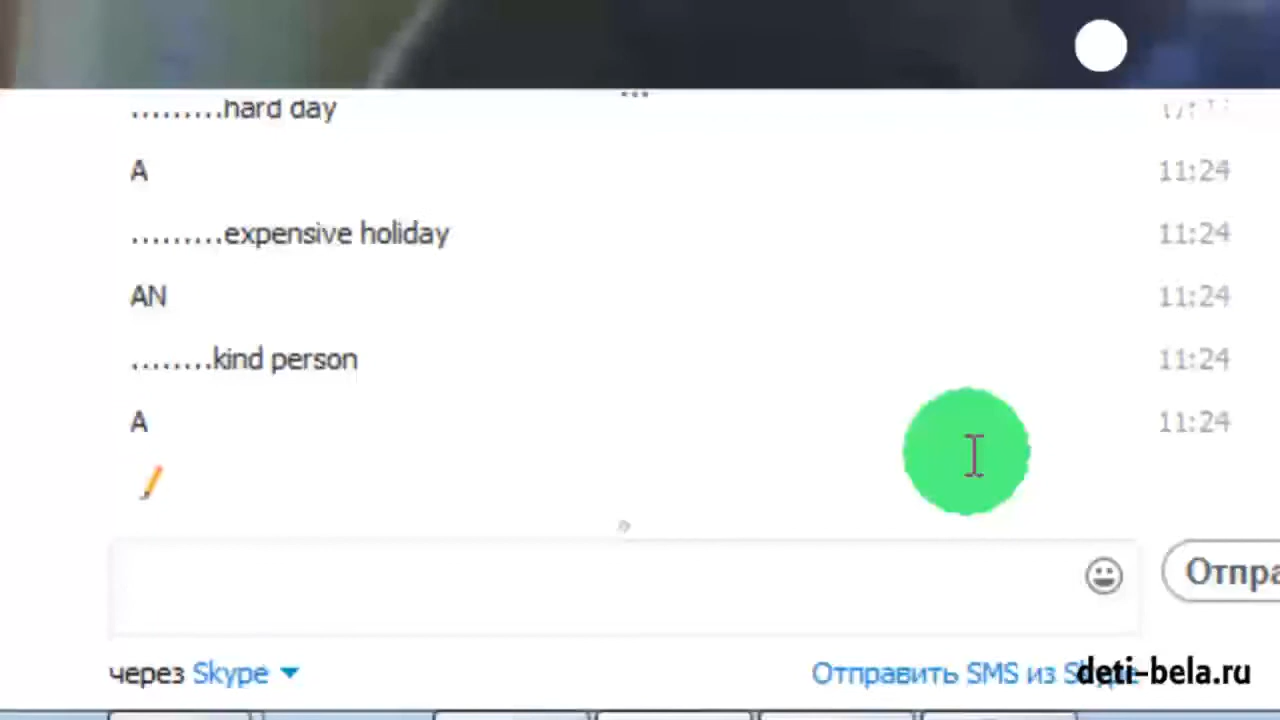 .........hard day
A 11:24
.........expensive holiday 11:24
AN 11:24
........kind person 11:24
A 11:24
через Skype
Отправить SMS из Skype
deti-bela.ru